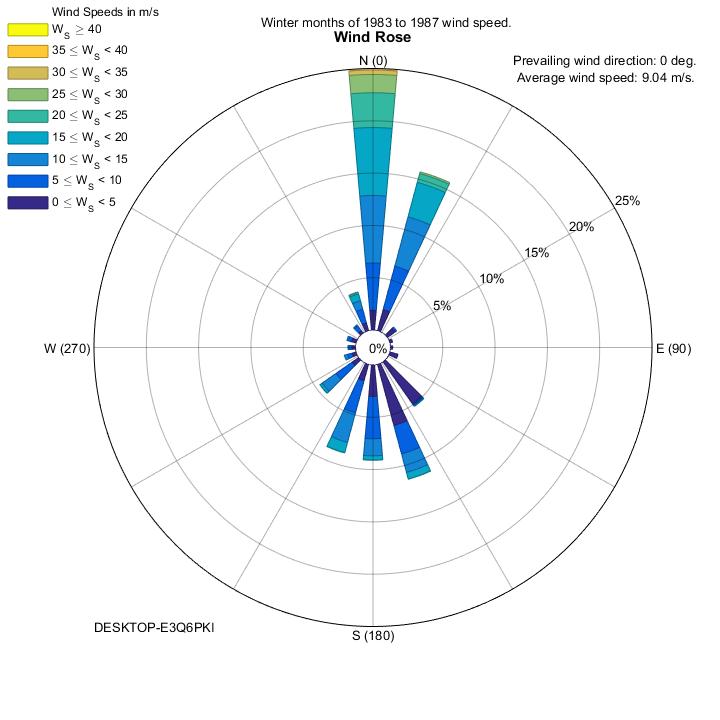 Wind Speeds in m/s
W_S ≥ 40
35 ≤ W_S < 40
30 ≤ W_S < 35
25 ≤ W_S < 30
20 ≤ W_S < 25
15 ≤ W_S < 20
10 ≤ W_S < 15
5 ≤ W_S < 10
0 ≤ W_S < 5
Winter months of 1983 to 1987 wind speed.
Wind Rose
Prevailing wind direction: 0 deg.
Average wind speed: 9.04 m/s.
N (0)
25%
20%
15%
10%
5%
0%
W (270)
E (90)
S (180)
DESKTOP-E3Q6PKI